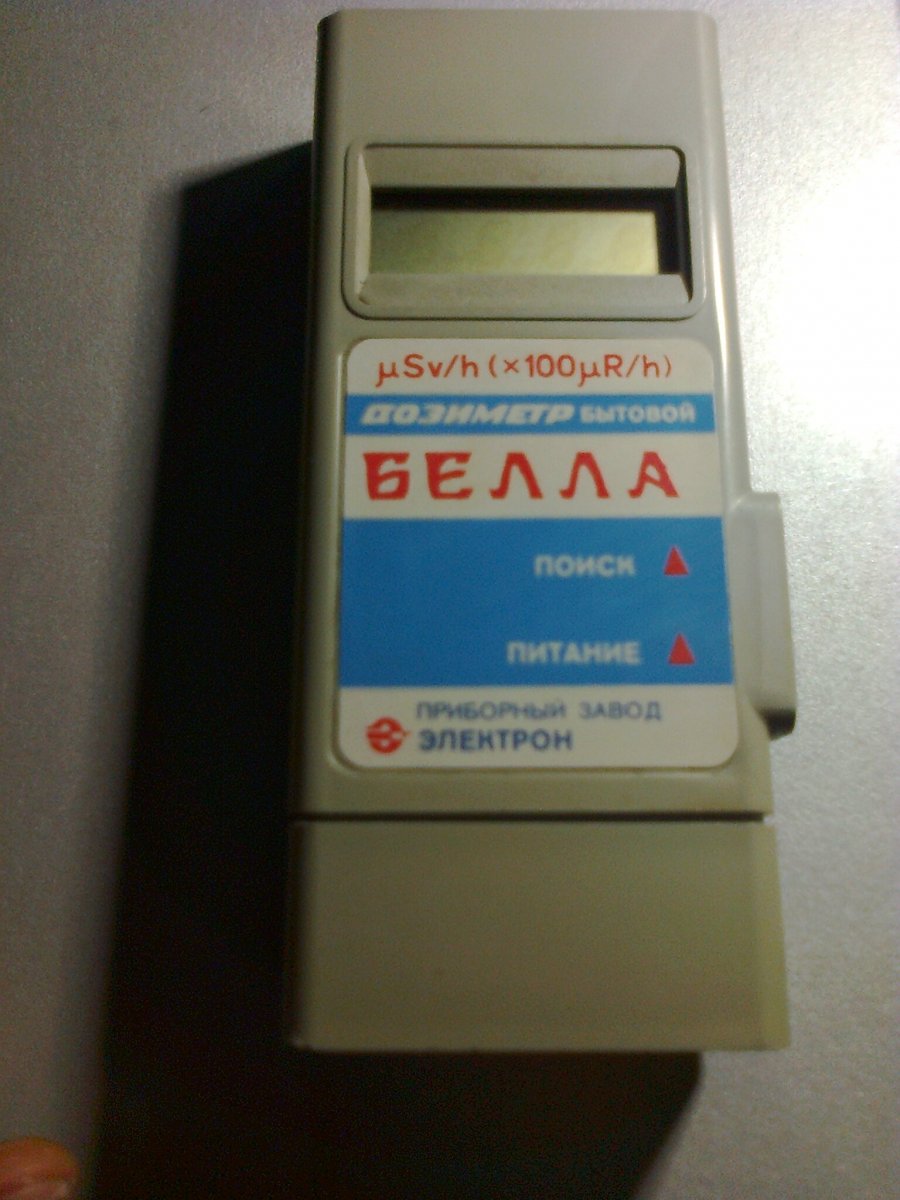 μSv/h (×100μR/h)
ДОЗИМЕТР БЫТОВОЙ
БЕЛЛА
ПОИСК
ПИТАНИЕ
ПРИБОРНЫЙ ЗАВОД
ЭЛЕКТРОН